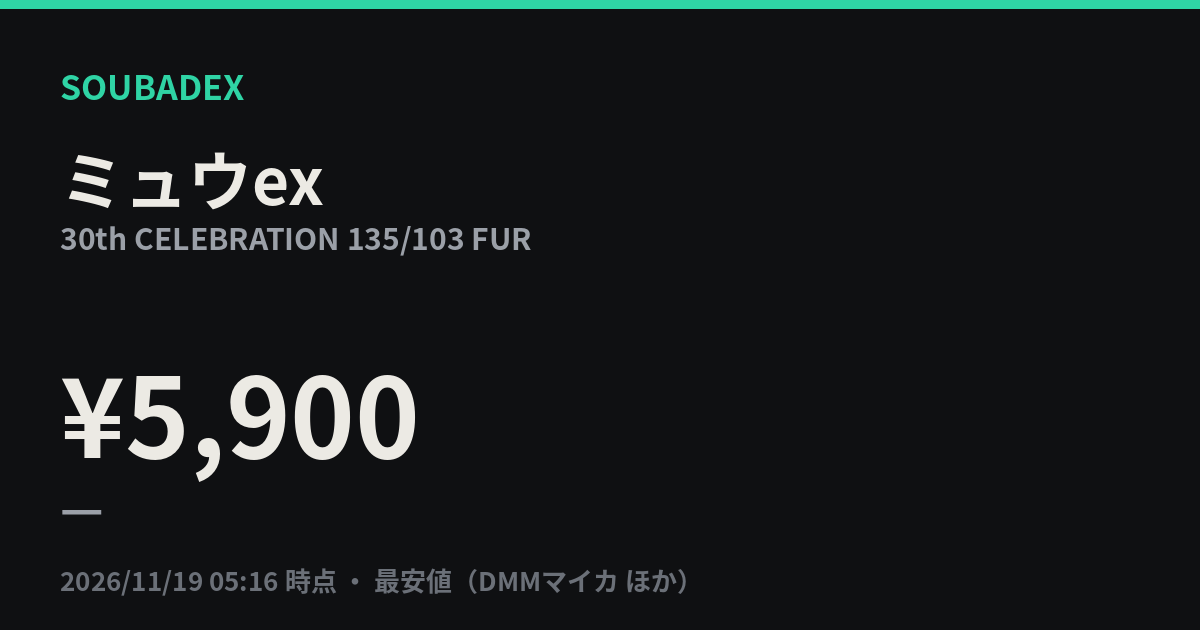 SOUBADEX
ミュウex
30th CELEBRATION 135/103 FUR
¥5,900
—
2026/11/19 05:16 時点 ・ 最安値（DMMマイカ ほか）